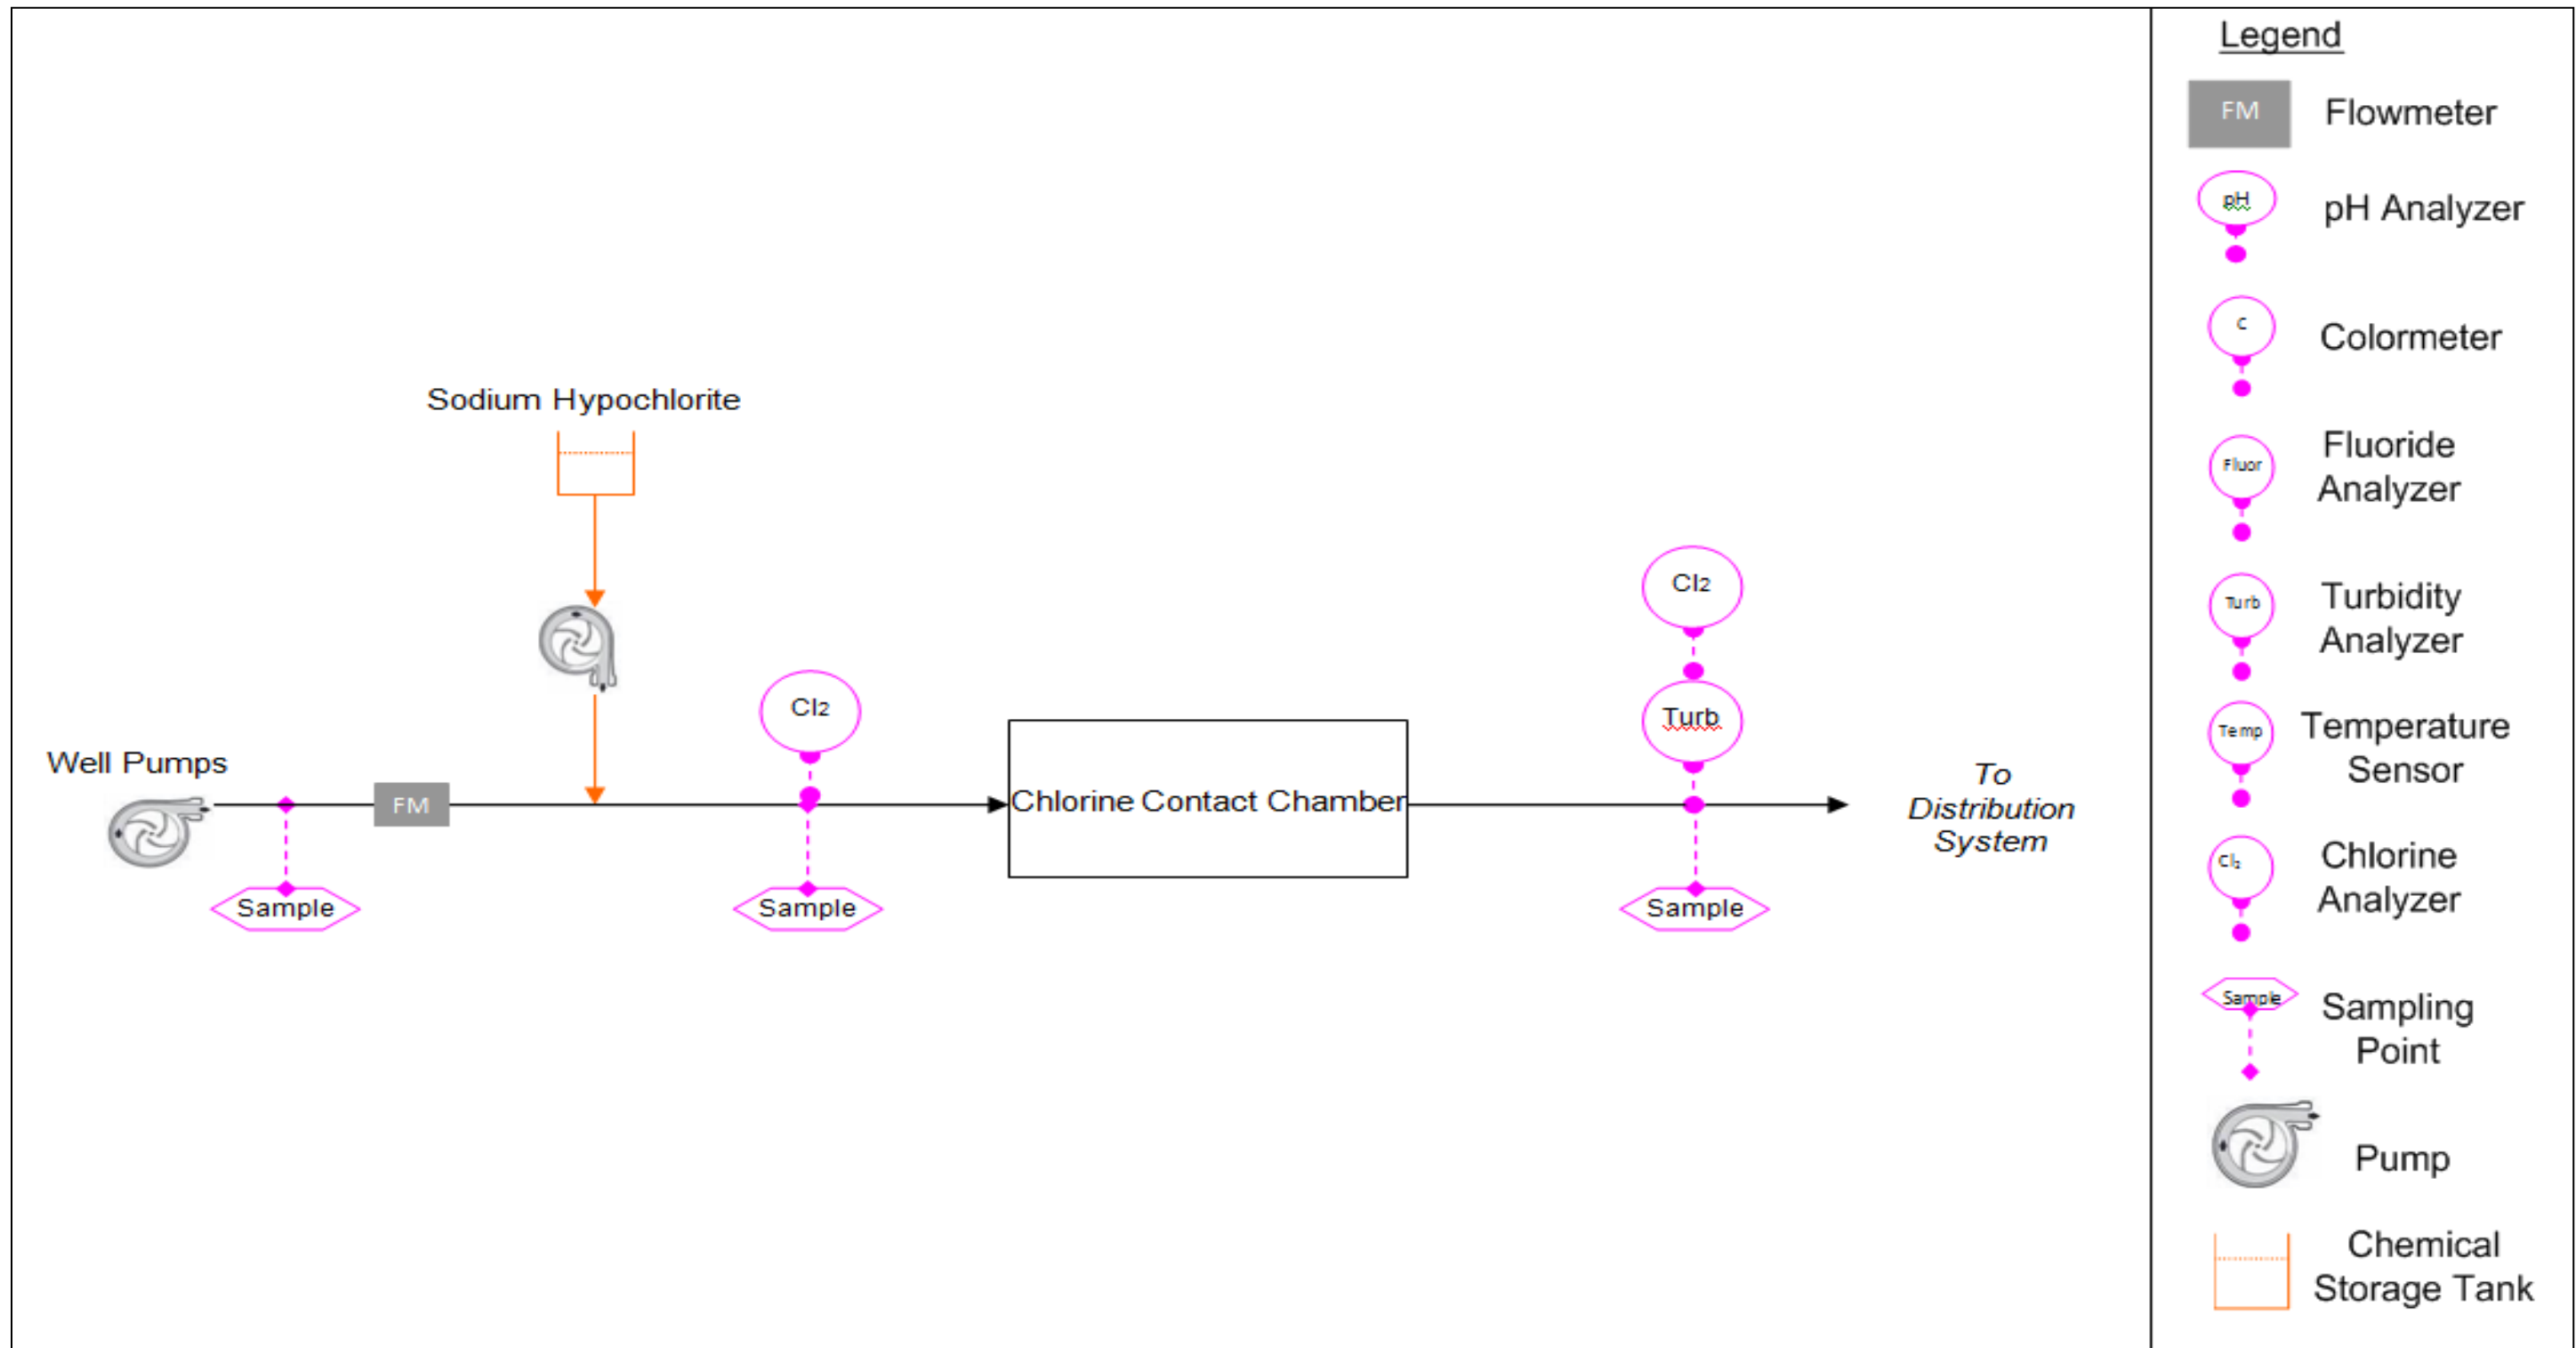 Sodium Hypochlorite
Cl2
Cl2
Turb
Well Pumps
FM
Chlorine Contact Chamber
To
Distribution
System
Sample
Sample
Sample
Legend
FM
Flowmeter
pH
pH Analyzer
C
Colormeter
Fluor
Fluoride
Analyzer
Turb
Turbidity
Analyzer
Temp
Temperature
Sensor
Cl₂
Chlorine
Analyzer
Sample
Sampling
Point
Pump
Chemical
Storage Tank